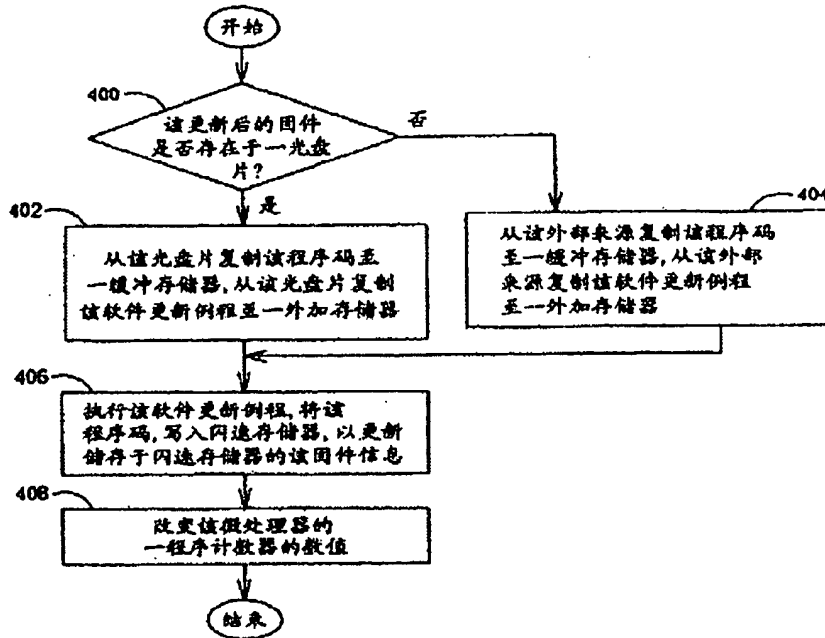 开始
400
该更新后的固件
是否存在于一光盘
片?
否
是
402
从该光盘片复制该程序码至
一缓冲存储器,从该光盘片复制
该软件更新例程至一外加存储器
404
从该外部来源复制该程序码
至一缓冲存储器,从该外部
来源复制该软件更新例程
至一外加存储器
406
执行该软件更新例程,将该
程序码,写入闪速存储器,以更新
储存于闪速存储器的该固件信息
408
改变该微处理器的
一程序计数器的数值
结束